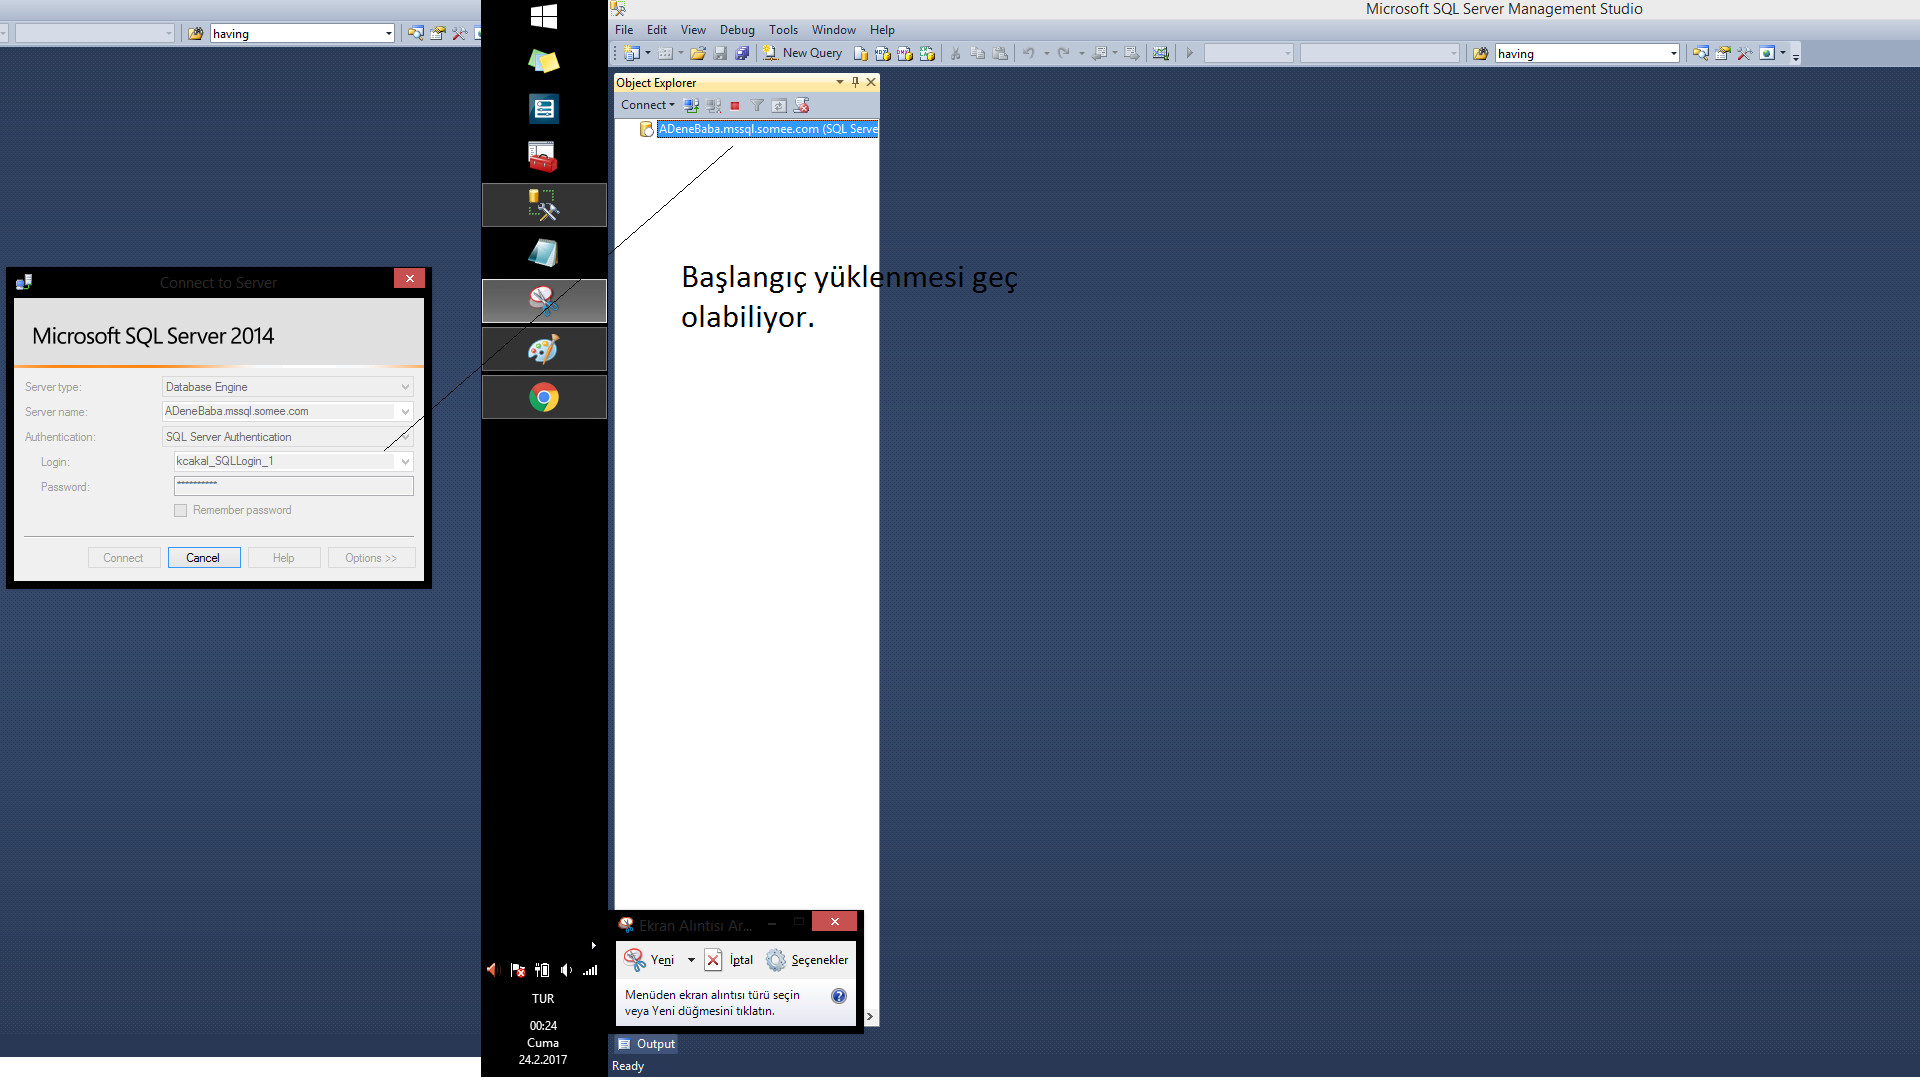 having
Connect to Server
Microsoft SQL Server 2014
Server type:
Database Engine
Server name:
ADeneBaba.mssql.somee.com
Authentication:
SQL Server Authentication
Login:
kcakal_SQLLogin_1
Password:
**********
Remember password
Connect
Cancel
Help
Options >>
TUR
00:24
Cuma
24.2.2017
Microsoft SQL Server Management Studio
File Edit View Debug Tools Window Help
New Query
having
Object Explorer
Connect
ADeneBaba.mssql.somee.com (SQL Serve
Başlangıç yüklenmesi geç
olabiliyor.
Ekran Alıntısı Ar...
Yeni
İptal
Seçenekler
Menüden ekran alıntısı türü seçin
veya Yeni düğmesini tıklatın.
Output
Ready